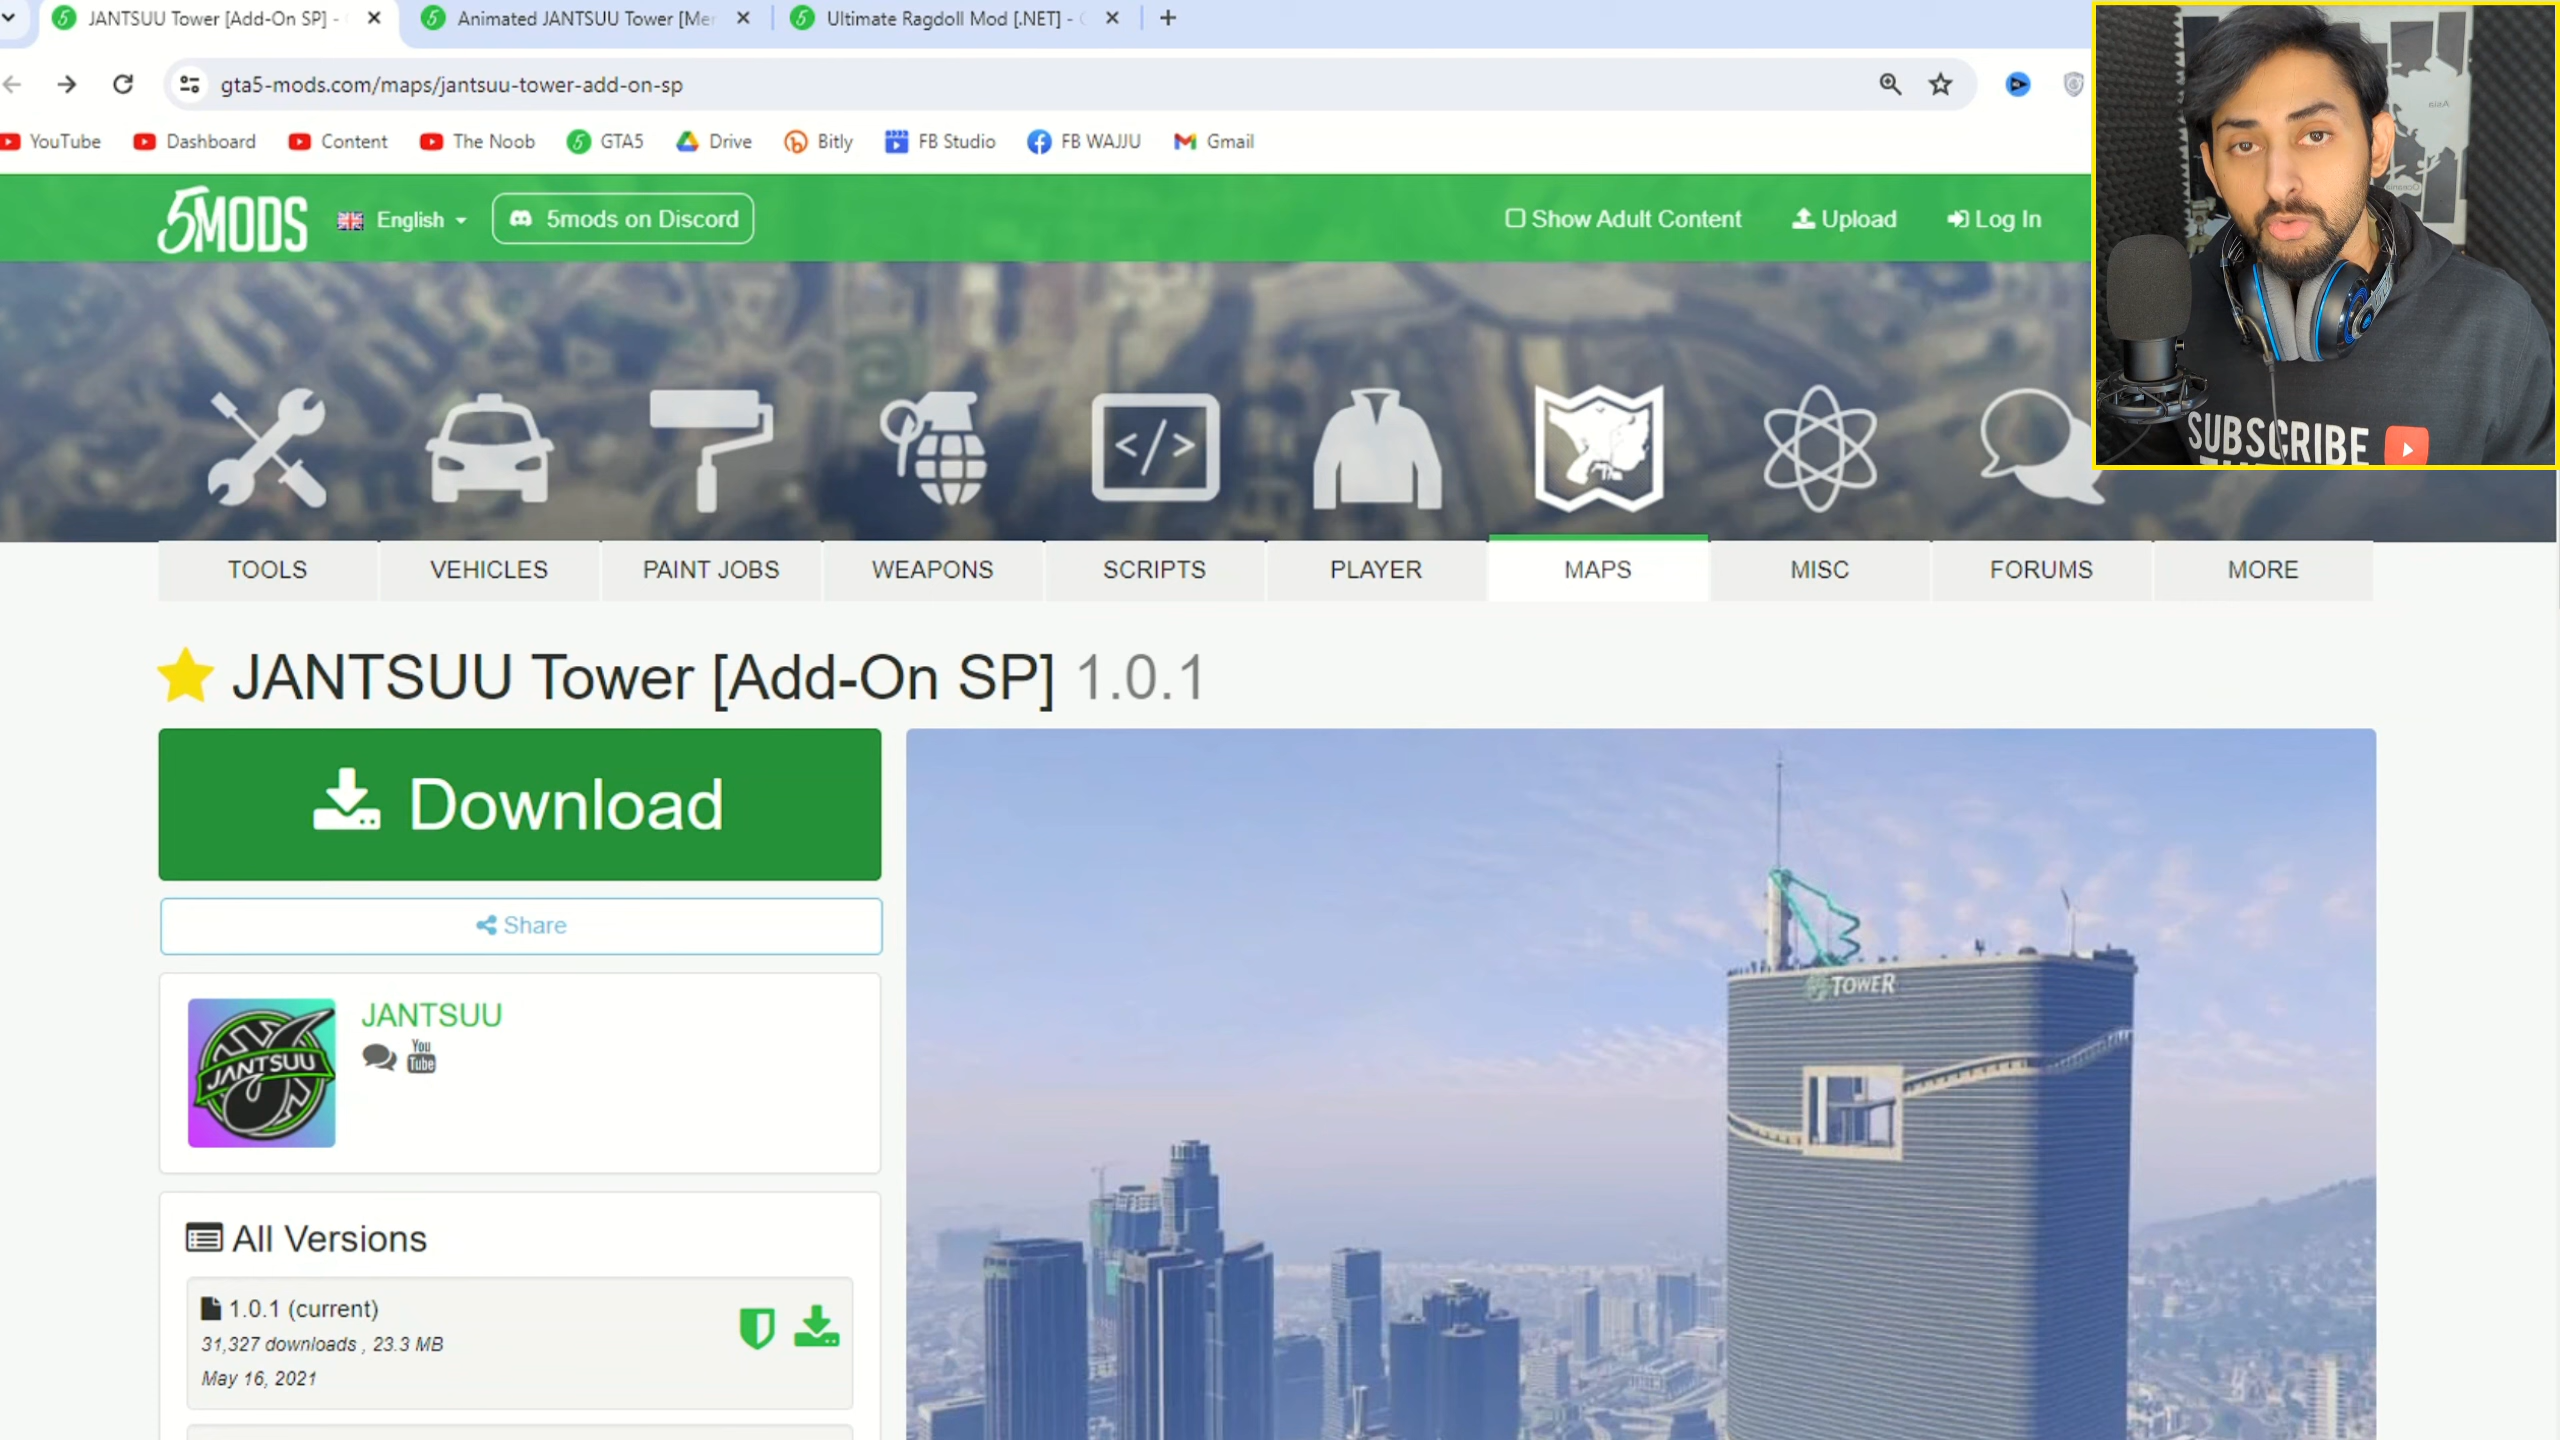 JANTSUU Tower [Add-On SP] -
Animated JANTSUU Tower [Me
Ultimate Ragdoll Mod [.NET] -
gta5-mods.com/maps/jantsuu-tower-add-on-sp
YouTube
Dashboard
Content
The Noob
GTA5
Drive
Bitly
FB Studio
FB WAJJU
Gmail
5MODS
English
5mods on Discord
Show Adult Content
Upload
Log In
Asia
Oceania
SUBSCRIBE
</>
TOOLS
VEHICLES
PAINT JOBS
WEAPONS
SCRIPTS
PLAYER
MAPS
MISC
FORUMS
MORE
JANTSUU Tower [Add-On SP] 1.0.1
Download
Share
JANTSUU
JANTSUU
You
Tube
TOWER
All Versions
1.0.1 (current)
31,327 downloads , 23.3 MB
May 16, 2021